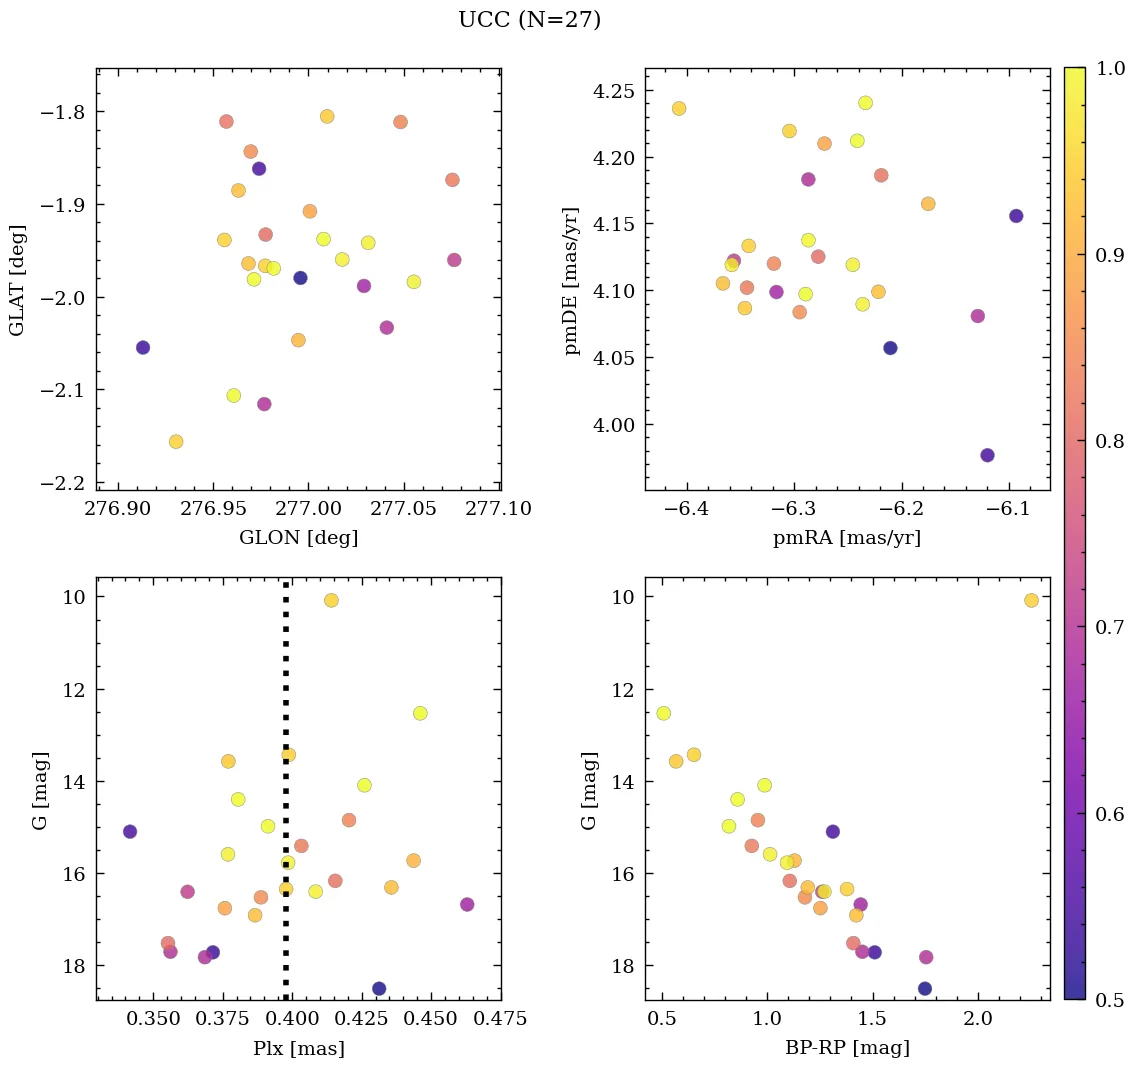 UCC (N=27)
−1.8
−1.9
−2.0
−2.1
−2.2
GLAT [deg]
276.90 276.95 277.00 277.05 277.10
GLON [deg]
4.25
4.20
4.15
4.10
4.05
4.00
pmDE [mas/yr]
−6.4 −6.3 −6.2 −6.1
pmRA [mas/yr]
10
12
14
16
18
G [mag]
0.350 0.375 0.400 0.425 0.450 0.475
Plx [mas]
10
12
14
16
18
G [mag]
0.5 1.0 1.5 2.0
BP-RP [mag]
1.0
0.9
0.8
0.7
0.6
0.5